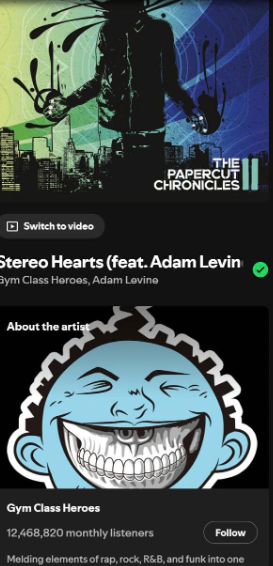 THE
PAPERCUT
CHRONICLES II
Switch to video
Stereo Hearts (feat. Adam Levin
Gym Class Heroes, Adam Levine
About the artist
Gym Class Heroes
12,468,820 monthly listeners
Follow
Melding elements of rap, rock, R&B, and funk into one